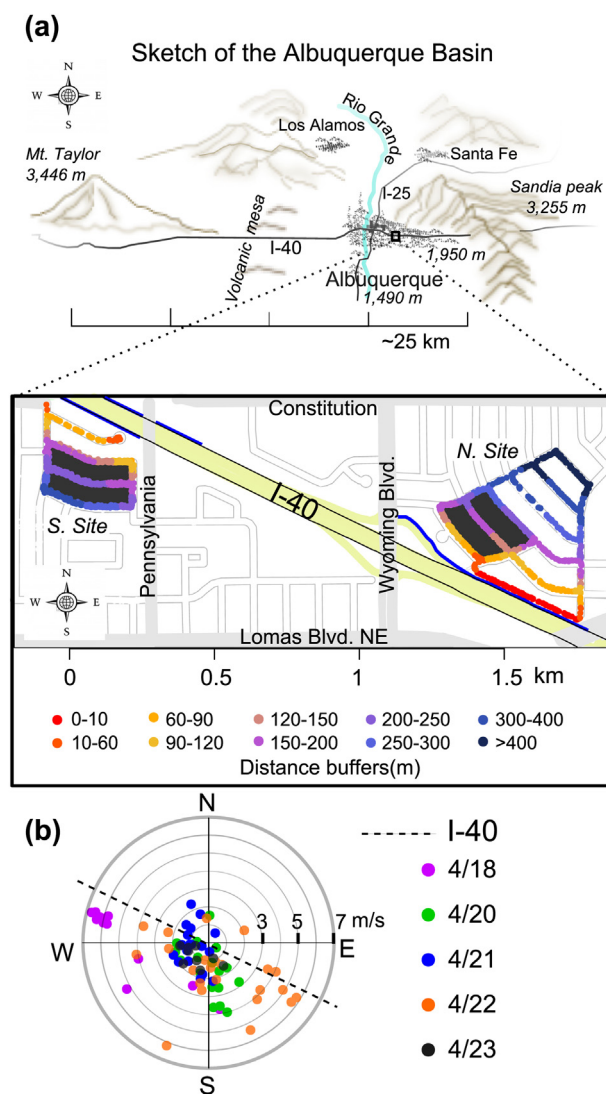 (a)
Sketch of the Albuquerque Basin
N
W E
S
Rio Grande
Los Alamos
Mt. Taylor
3,446 m
Santa Fe
I-25
Sandia peak
3,255 m
Volcanic mesa
I-40
1,950 m
Albuquerque
1,490 m
~25 km
Constitution
N. Site
S. Site
Pennsylvania
I-40
Wyoming Blvd.
N
W E
S
Lomas Blvd. NE
0 0.5 1 1.5 km
0-10 60-90 120-150 200-250 300-400
10-60 90-120 150-200 250-300 >400
Distance buffers(m)
(b)
N
I-40
4/18
3 5 7 m/s
W E
4/20
4/21
4/22
4/23
S